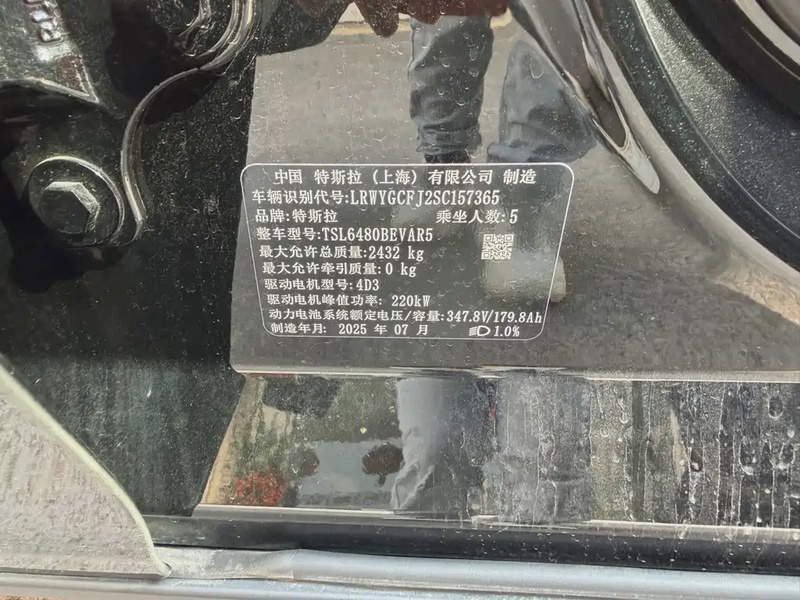 中国 特斯拉(上海)有限公司 制造
车辆识别代号:LRWYGCFJ2SC157365
品牌:特斯拉 乘坐人数:5
整车型号:TSL6480BEVAR5
最大允许总质量:2432 kg
最大允许牵引质量:0 kg
驱动电机型号:4D3
驱动电机峰值功率: 220kW
动力电池系统额定电压/容量:347.8V/179.8Ah
制造年月: 2025 年 07 月 1.0%